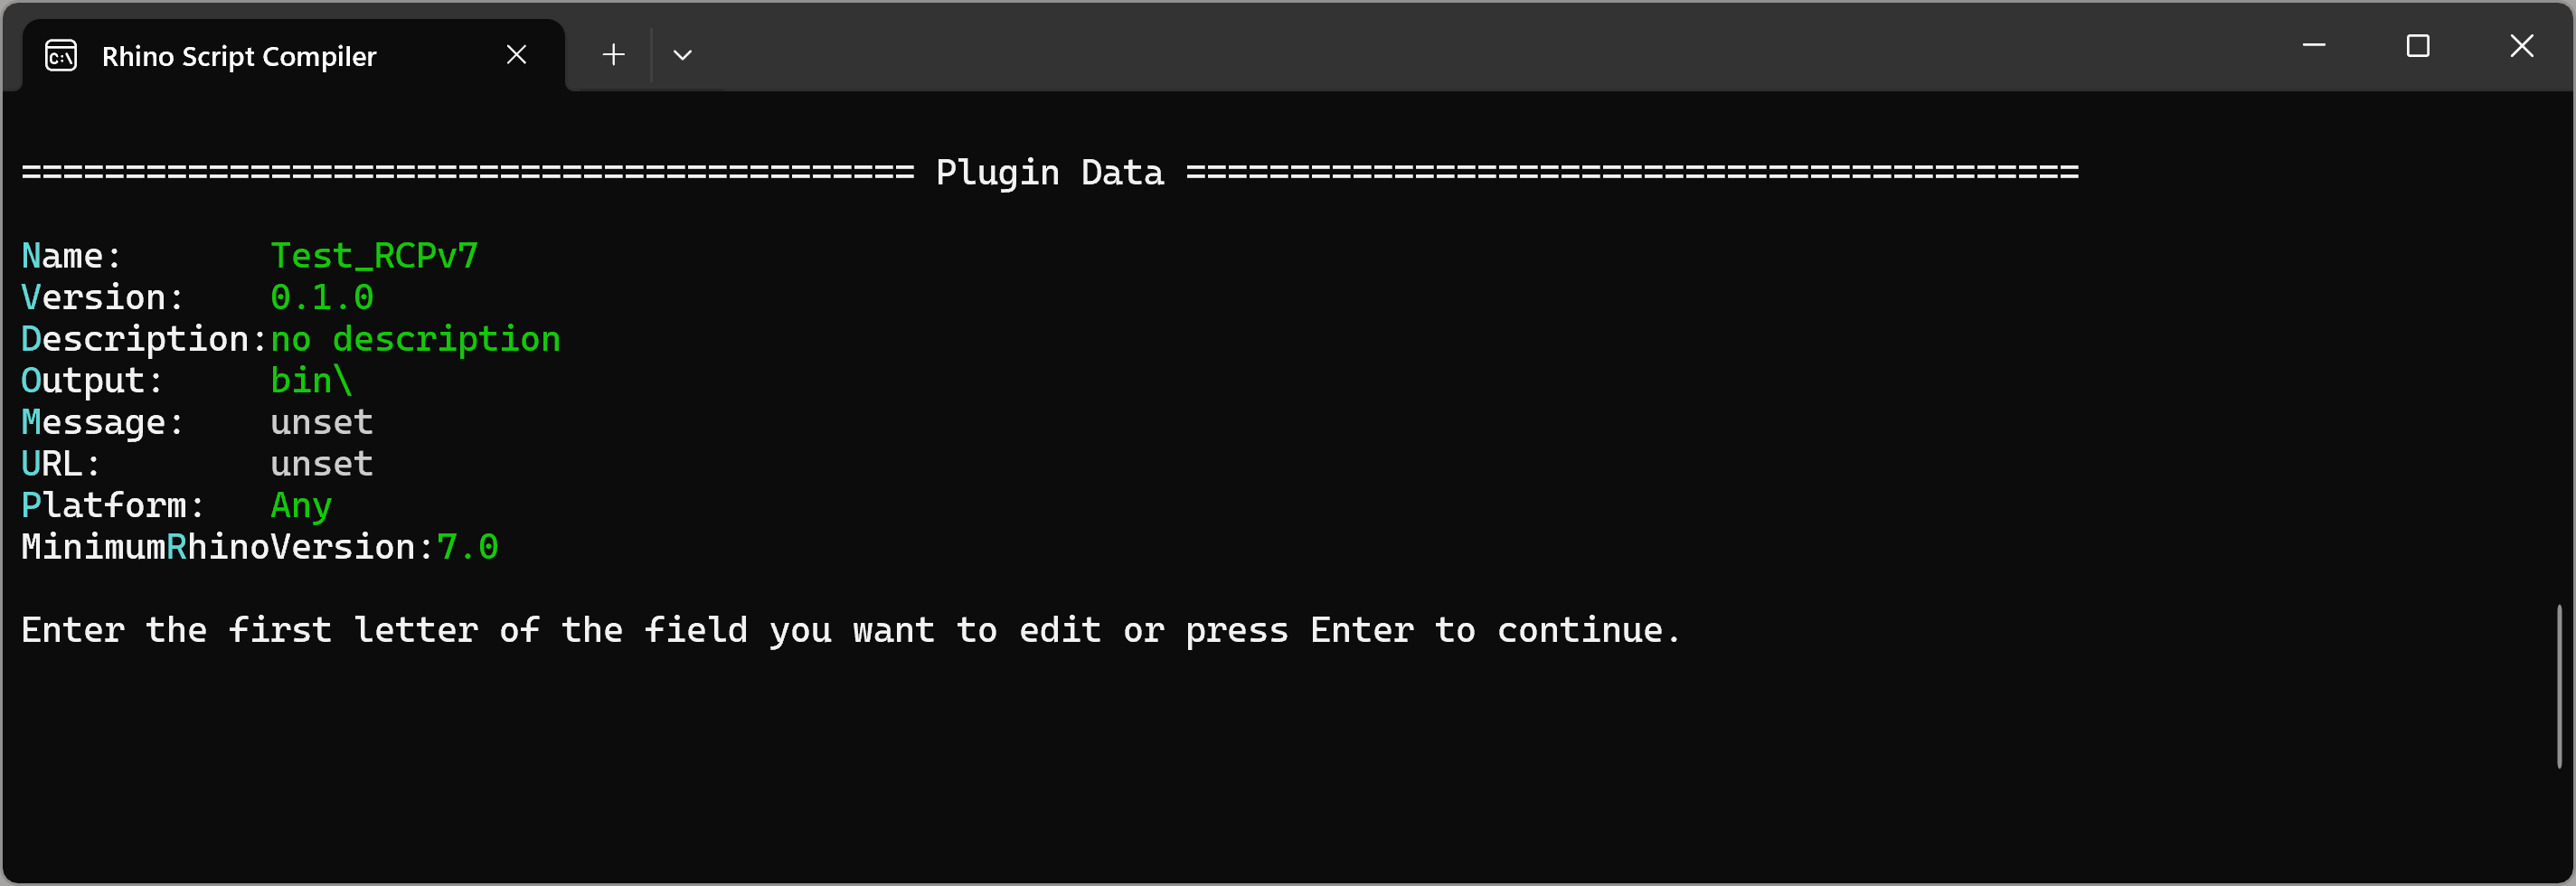 Rhino Script Compiler
=========================================== Plugin Data ===========================================
Name: Test_RCPv7
Version: 0.1.0
Description:no description
Output: bin\
Message: unset
URL: unset
Platform: Any
MinimumRhinoVersion:7.0
Enter the first letter of the field you want to edit or press Enter to continue.